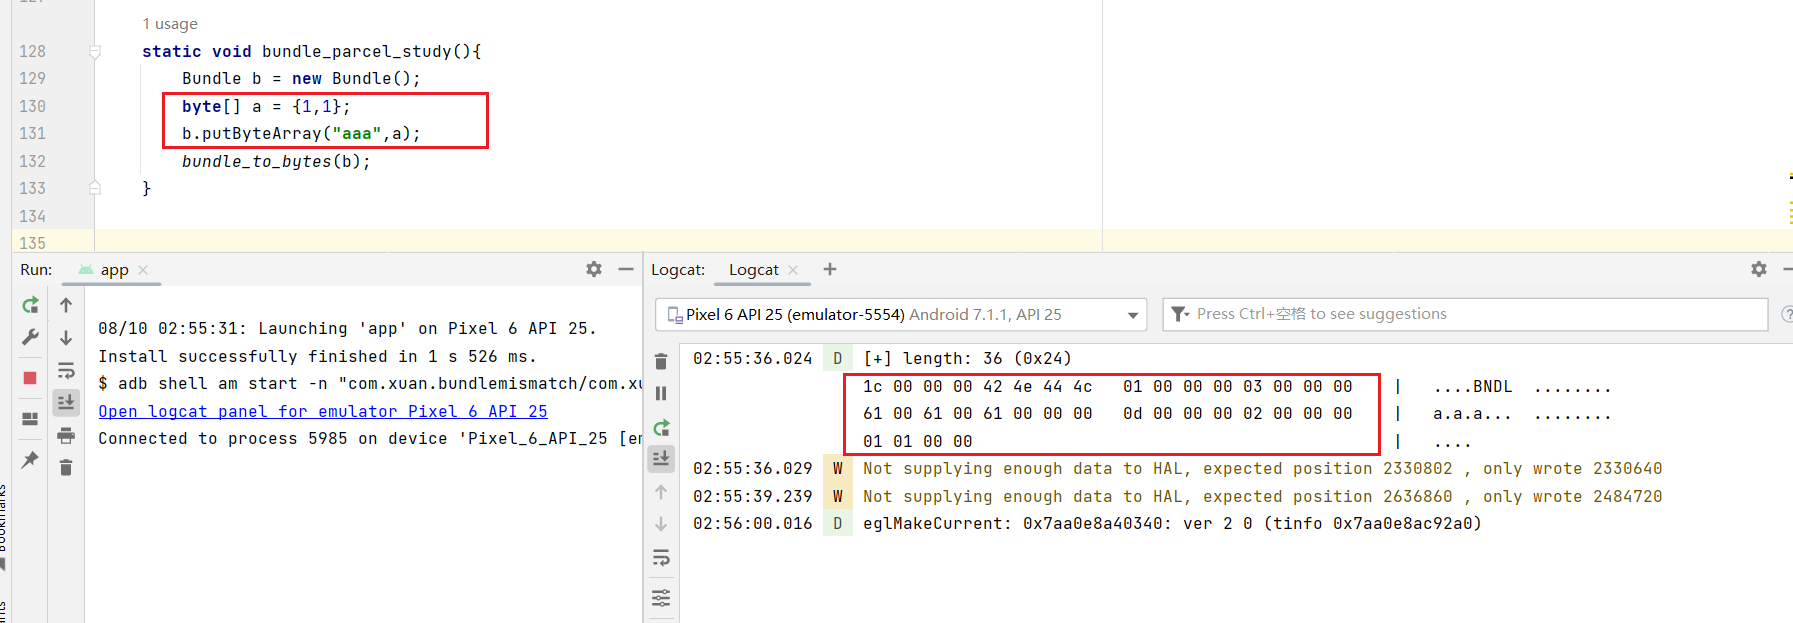 127
1 usage
128 static void bundle_parcel_study(){
129 Bundle b = new Bundle();
130 byte[] a = {1,1};
131 b.putByteArray("aaa",a);
132 bundle_to_bytes(b);
133 }
134
135
Run: app
08/10 02:55:31: Launching 'app' on Pixel 6 API 25.
Install successfully finished in 1 s 526 ms.
$ adb shell am start -n "com.xuan.bundlemismatch/com.xu
Open logcat panel for emulator Pixel 6 API 25
Connected to process 5985 on device 'Pixel_6_API_25 [em
Bookmarks
Logcat: Logcat
Pixel 6 API 25 (emulator-5554) Android 7.1.1, API 25
Press Ctrl+空格 to see suggestions
02:55:36.024 D [+] length: 36 (0x24)
1c 00 00 00 42 4e 44 4c 01 00 00 00 03 00 00 00 | ....BNDL ........
61 00 61 00 61 00 00 00 0d 00 00 00 02 00 00 00 | a.a.a... ........
01 01 00 00 | ....
02:55:36.029 W Not supplying enough data to HAL, expected position 2330802 , only wrote 2330640
02:55:39.239 W Not supplying enough data to HAL, expected position 2636860 , only wrote 2484720
02:56:00.016 D eglMakeCurrent: 0x7aa0e8a40340: ver 2 0 (tinfo 0x7aa0e8ac92a0)